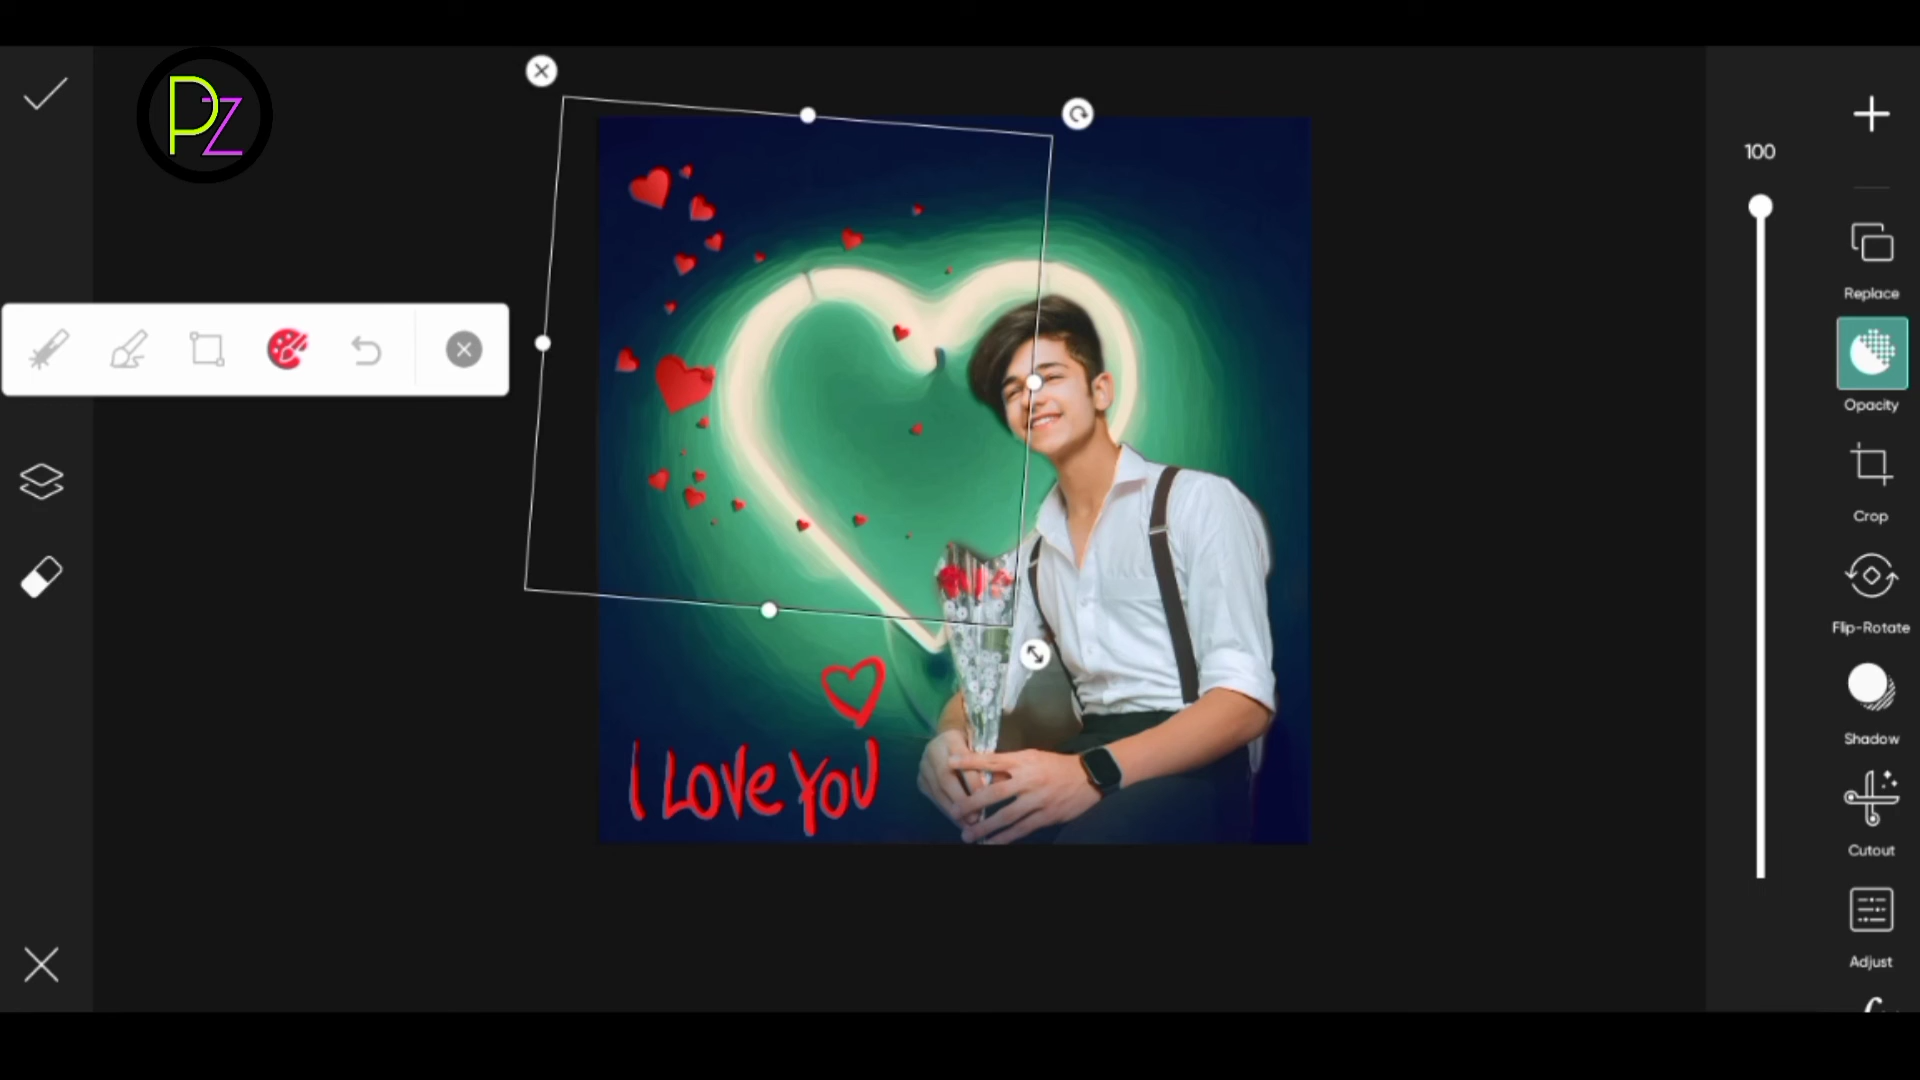 PZ
100
Replace
Opacity
Crop
Flip-Rotate
Shadow
Cutout
Adjust
I LOVE YOU